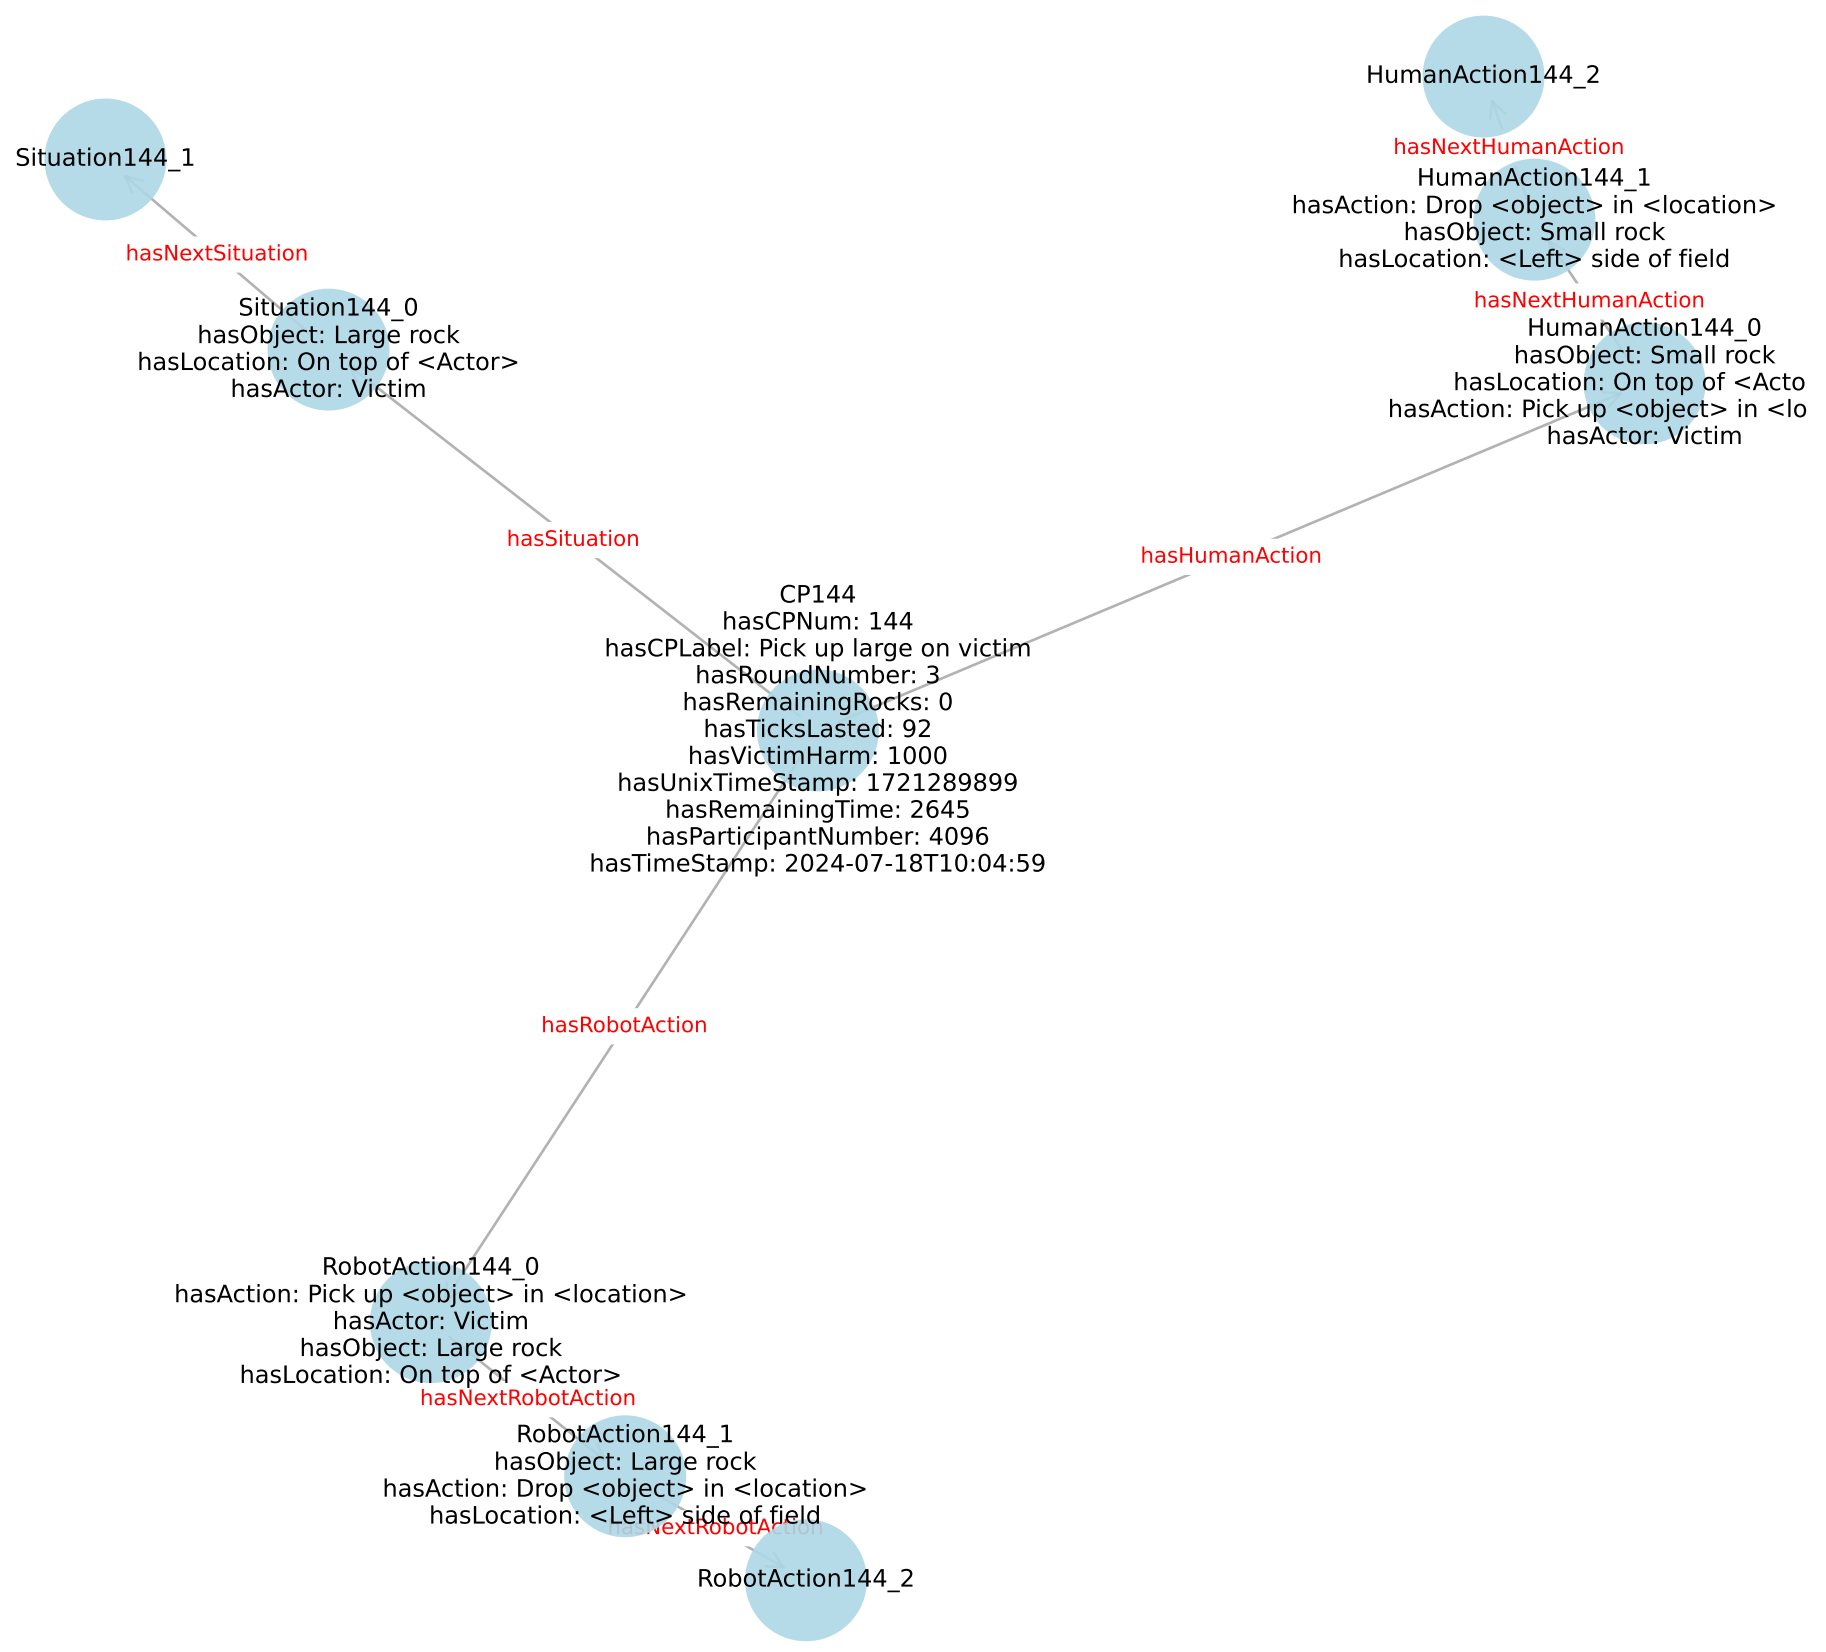 HumanAction144_2
Situation144_1
hasNextHumanAction
HumanAction144_1
hasAction: Drop <object> in <location>
hasObject: Small rock
hasLocation: <Left> side of field
hasNextSituation
hasNextHumanAction
Situation144_0
hasObject: Large rock
hasLocation: On top of <Actor>
hasActor: Victim
HumanAction144_0
hasObject: Small rock
hasLocation: On top of <Acto
hasAction: Pick up <object> in <lo
hasActor: Victim
hasSituation
hasHumanAction
CP144
hasCPNum: 144
hasCPLabel: Pick up large on victim
hasRoundNumber: 3
hasRemainingRocks: 0
hasTicksLasted: 92
hasVictimHarm: 1000
hasUnixTimeStamp: 1721289899
hasRemainingTime: 2645
hasParticipantNumber: 4096
hasTimeStamp: 2024-07-18T10:04:59
hasRobotAction
RobotAction144_0
hasAction: Pick up <object> in <location>
hasActor: Victim
hasObject: Large rock
hasLocation: On top of <Actor>
hasNextRobotAction
RobotAction144_1
hasObject: Large rock
hasAction: Drop <object> in <location>
hasLocation: <Left> side of field
hasNextRobotAction
RobotAction144_2